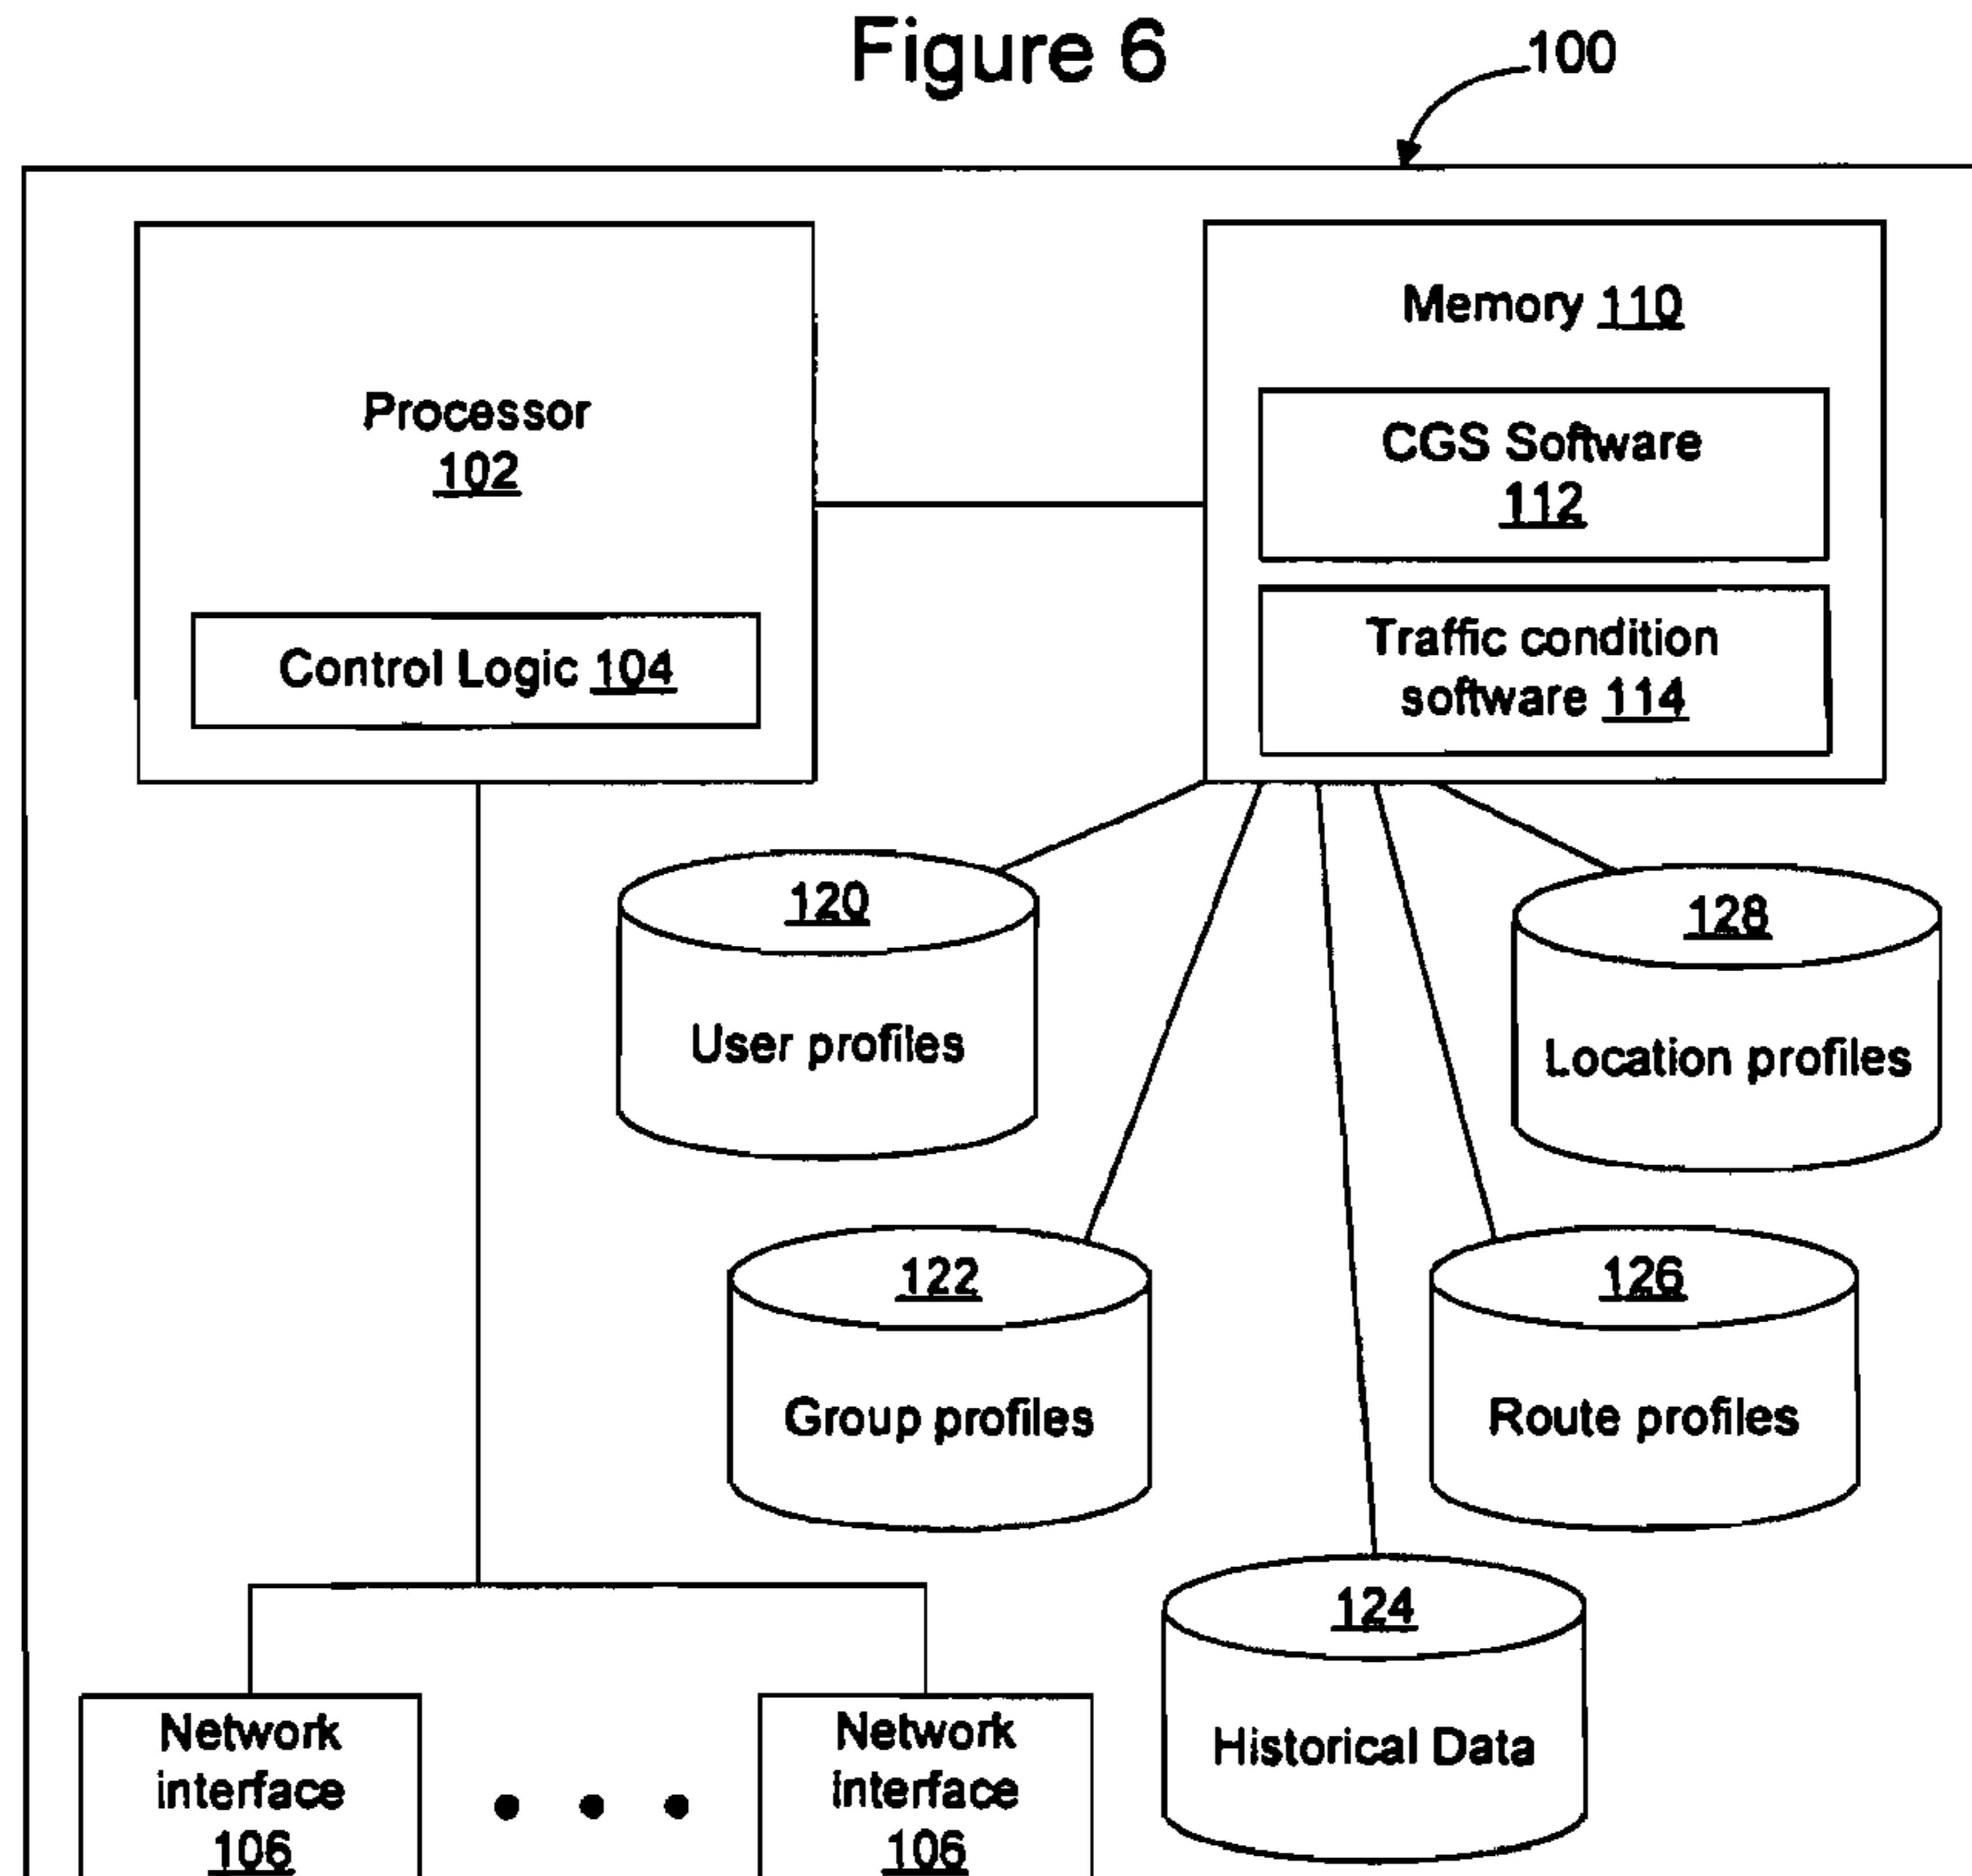 Figure 6
100
Processor
102
Control Logic 104
Memory 110
CGS Software
112
Traffic condition
software 114
120
User profiles
128
Location profiles
122
Group profiles
126
Route profiles
124
Historical Data
Network
interface
106
Network
interface
106